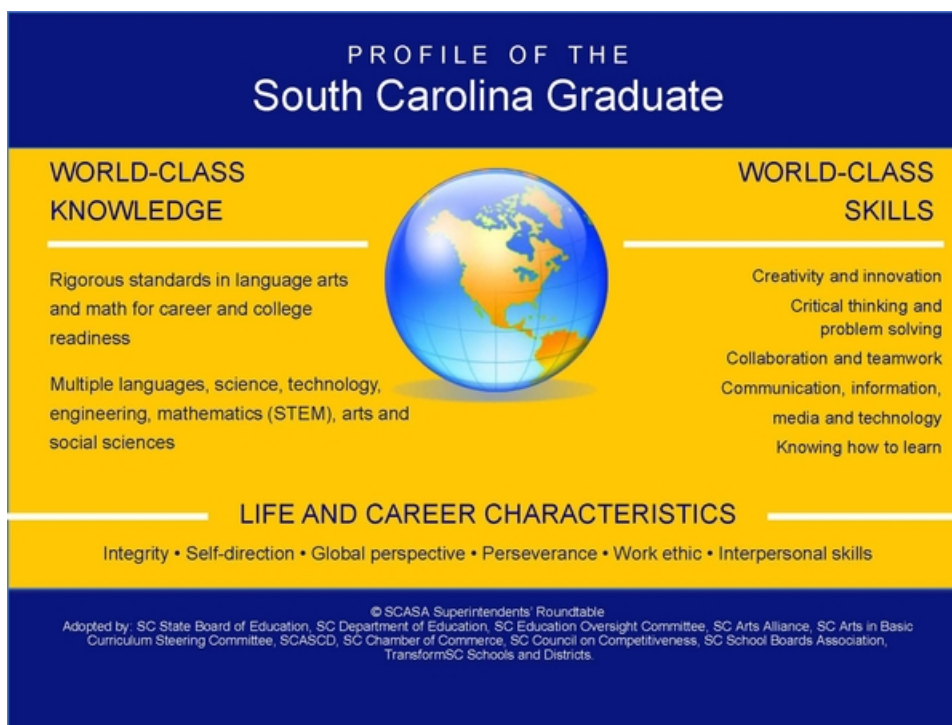 PROFILE OF THE
South Carolina Graduate
WORLD-CLASS
KNOWLEDGE
Rigorous standards in language arts
and math for career and college
readiness
Multiple languages, science, technology,
engineering, mathematics (STEM), arts and
social sciences
WORLD-CLASS
SKILLS
Creativity and innovation
Critical thinking and
problem solving
Collaboration and teamwork
Communication, information,
media and technology
Knowing how to learn
LIFE AND CAREER CHARACTERISTICS
Integrity • Self-direction • Global perspective • Perseverance • Work ethic • Interpersonal skills
© SCASA Superintendents' Roundtable
Adopted by: SC State Board of Education, SC Department of Education, SC Education Oversight Committee, SC Arts Alliance, SC Arts in Basic
Curriculum Steering Committee, SCASCD, SC Chamber of Commerce, SC Council on Competitiveness, SC School Boards Association,
TransformSC Schools and Districts.